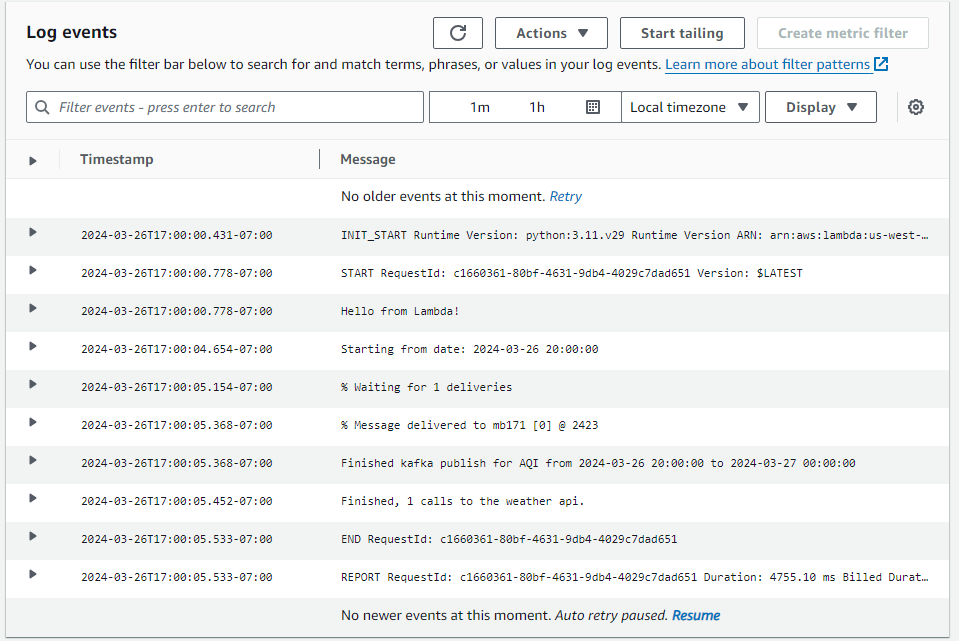 Log events
Actions
Start tailing
Create metric filter
You can use the filter bar below to search for and match terms, phrases, or values in your log events. Learn more about filter patterns
Filter events - press enter to search
1m 1h Local timezone Display
Timestamp Message
No older events at this moment. Retry
2024-03-26T17:00:00.431-07:00 INIT_START Runtime Version: python:3.11.v29 Runtime Version ARN: arn:aws:lambda:us-west-…
2024-03-26T17:00:00.778-07:00 START RequestId: c1660361-80bf-4631-9db4-4029c7dad651 Version: $LATEST
2024-03-26T17:00:00.778-07:00 Hello from Lambda!
2024-03-26T17:00:04.654-07:00 Starting from date: 2024-03-26 20:00:00
2024-03-26T17:00:05.154-07:00 % Waiting for 1 deliveries
2024-03-26T17:00:05.368-07:00 % Message delivered to mb171 [0] @ 2423
2024-03-26T17:00:05.368-07:00 Finished kafka publish for AQI from 2024-03-26 20:00:00 to 2024-03-27 00:00:00
2024-03-26T17:00:05.452-07:00 Finished, 1 calls to the weather api.
2024-03-26T17:00:05.533-07:00 END RequestId: c1660361-80bf-4631-9db4-4029c7dad651
2024-03-26T17:00:05.533-07:00 REPORT RequestId: c1660361-80bf-4631-9db4-4029c7dad651 Duration: 4755.10 ms Billed Durat…
No newer events at this moment. Auto retry paused. Resume